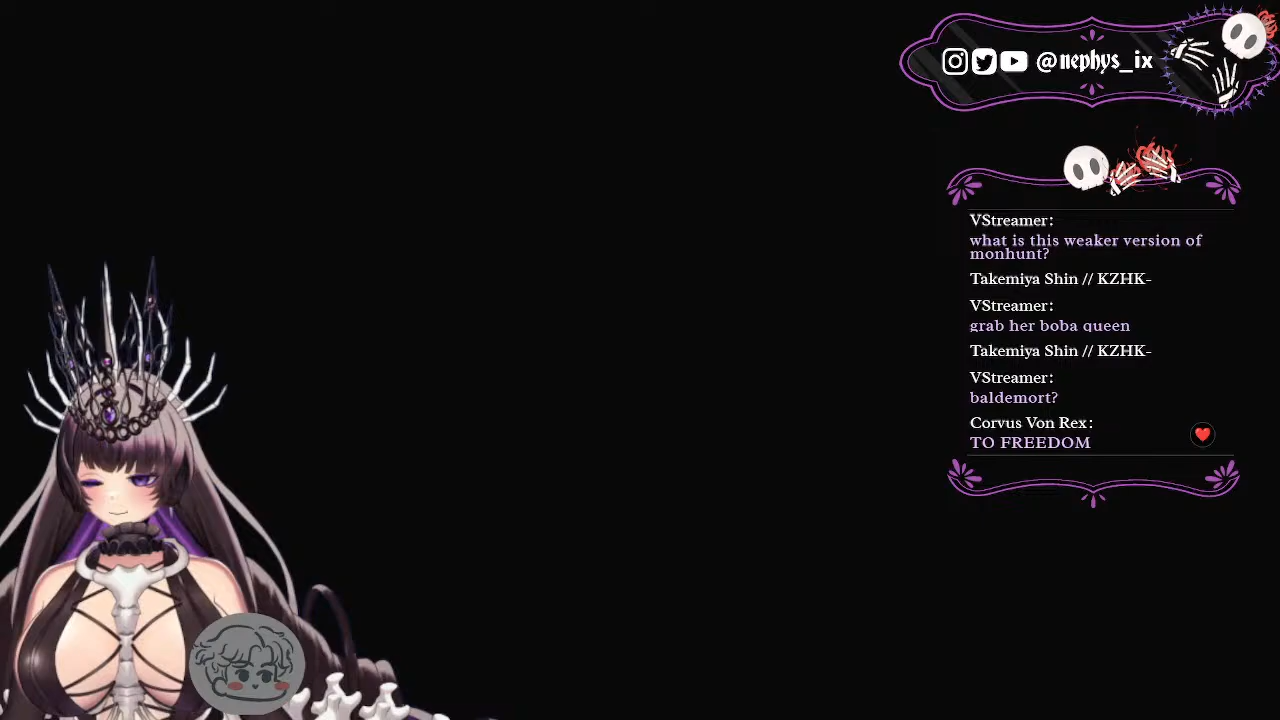 @nephys_ix
VStreamer:
what is this weaker version of
monhunt?
Takemiya Shin // KZHK-
VStreamer:
grab her boba queen
Takemiya Shin // KZHK-
VStreamer:
baldemort?
Corvus Von Rex:
TO FREEDOM